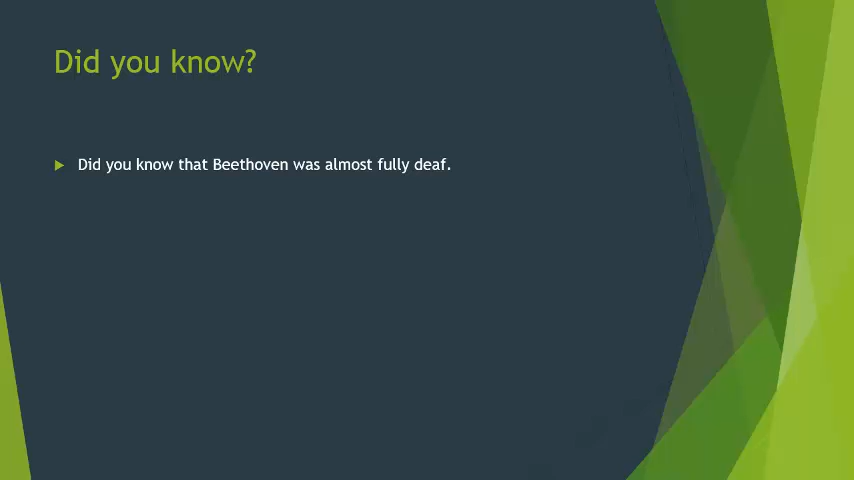 Did you know?
Did you know that Beethoven was almost fully deaf.